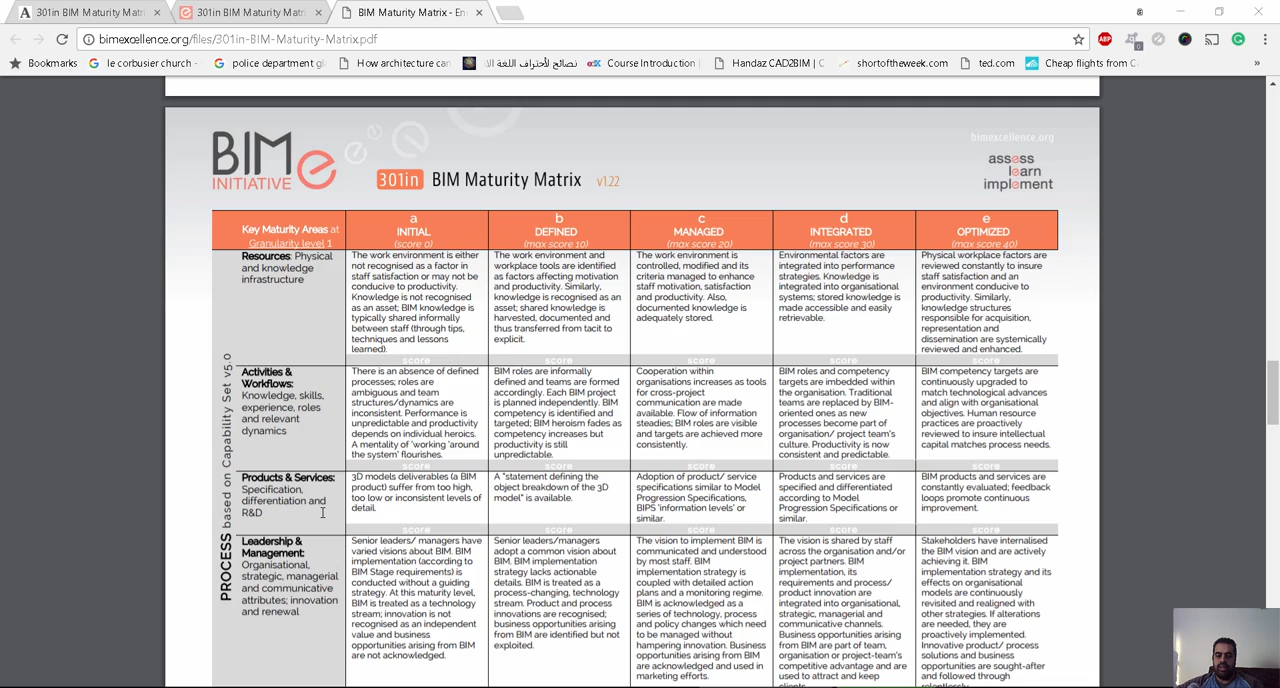 301in BIM Maturity Matri
301in BIM Maturity Matri
BIM Maturity Matrix - En
bimexcellence.org/files/301in-BIM-Maturity-Matrix.pdf
ABP
0
Bookmarks
le corbusier church -
police department gl
How architecture can
نصائح لأحتراف اللغة الا
Course Introduction |
Handaz CAD2BIM | C
shortoftheweek.com
ted.com
Cheap flights from C
»
BIMe
INITIATIVE
301in BIM Maturity Matrix v1.22
bimexcellence.org
assess
learn
implement
Key Maturity Areas at
Granularity level 1
a
INITIAL
(score 0)
b
DEFINED
(max score 10)
c
MANAGED
(max score 20)
d
INTEGRATED
(max score 30)
e
OPTIMIZED
(max score 40)
PROCESS based on Capability Set v5.0
Resources: Physical
and knowledge
infrastructure
The work environment is either
not recognised as a factor in
staff satisfaction or may not be
conducive to productivity.
Knowledge is not recognised
as an asset; BIM knowledge is
typically shared informally
between staff (through tips,
techniques and lessons
learned).
The work environment and
workplace tools are identified
as factors affecting motivation
and productivity. Similarly,
knowledge is recognised as an
asset; shared knowledge is
harvested, documented and
thus transferred from tacit to
explicit.
The work environment is
controlled, modified and its
criteria managed to enhance
staff motivation, satisfaction
and productivity. Also,
documented knowledge is
adequately stored.
Environmental factors are
integrated into performance
strategies. Knowledge is
integrated into organisational
systems; stored knowledge is
made accessible and easily
retrievable.
Physical workplace factors are
reviewed constantly to insure
staff satisfaction and an
environment conducive to
productivity. Similarly,
knowledge structures
responsible for acquisition,
representation and
dissemination are systemically
reviewed and enhanced.
score score score score score
Activities &
Workflows:
Knowledge, skills,
experience, roles
and relevant
dynamics
There is an absence of defined
processes; roles are
ambiguous and team
structures/dynamics are
inconsistent. Performance is
unpredictable and productivity
depends on individual heroics.
A mentality of 'working 'around
the system' flourishes.
BIM roles are informally
defined and teams are formed
accordingly. Each BIM project
is planned independently. BIM
competency is identified and
targeted; BIM heroism fades as
competency increases but
productivity is still
unpredictable.
Cooperation within
organisations increases as tools
for cross-project
communication are made
available. Flow of information
steadies; BIM roles are visible
and targets are achieved more
consistently.
BIM roles and competency
targets are imbedded within
the organisation. Traditional
teams are replaced by BIM-
oriented ones as new
processes become part of
organisation/ project team's
culture. Productivity is now
consistent and predictable.
BIM competency targets are
continuously upgraded to
match technological advances
and align with organisational
objectives. Human resource
practices are proactively
reviewed to insure intellectual
capital matches process needs.
score score score score score
Products & Services:
Specification,
differentiation and
R&D
3D models deliverables (a BIM
product) suffer from too high,
too low or inconsistent levels of
detail.
A "statement defining the
object breakdown of the 3D
model" is available.
Adoption of product/ service
specifications similar to Model
Progression Specifications,
BIPS 'information levels' or
similar.
Products and services are
specified and differentiated
according to Model
Progression Specifications or
similar.
BIM products and services are
constantly evaluated; feedback
loops promote continuous
improvement.
score score score score score
Leadership &
Management:
Organisational,
strategic, managerial
and communicative
attributes; innovation
and renewal
Senior leaders/ managers have
varied visions about BIM. BIM
implementation (according to
BIM Stage requirements) is
conducted without a guiding
strategy. At this maturity level,
BIM is treated as a technology
stream; innovation is not
recognised as an independent
value and business
opportunities arising from BIM
are not acknowledged.
Senior leaders/managers
adopt a common vision about
BIM. BIM implementation
strategy lacks actionable
details. BIM is treated as a
process-changing, technology
stream. Product and process
innovations are recognised;
business opportunities arising
from BIM are identified but not
exploited.
The vision to implement BIM is
communicated and understood
by most staff. BIM
implementation strategy is
coupled with detailed action
plans and a monitoring regime.
BIM is acknowledged as a
series of technology, process
and policy changes which need
to be managed without
hampering innovation. Business
opportunities arising from BIM
are acknowledged and used in
marketing efforts.
The vision is shared by staff
across the organisation and/or
project partners. BIM
implementation, its
requirements and process/
product innovation are
integrated into organisational,
strategic, managerial and
communicative channels.
Business opportunities arising
from BIM are part of team,
organisation or project-team's
competitive advantage and are
used to attract and keep
clients.
Stakeholders have internalised
the BIM vision and are actively
achieving it. BIM
implementation strategy and its
effects on organisational
models are continuously
revisited and realigned with
other strategies. If alterations
are needed, they are
proactively implemented.
Innovative product/ process
solutions and business
opportunities are sought-after
and followed through
relentlessly.